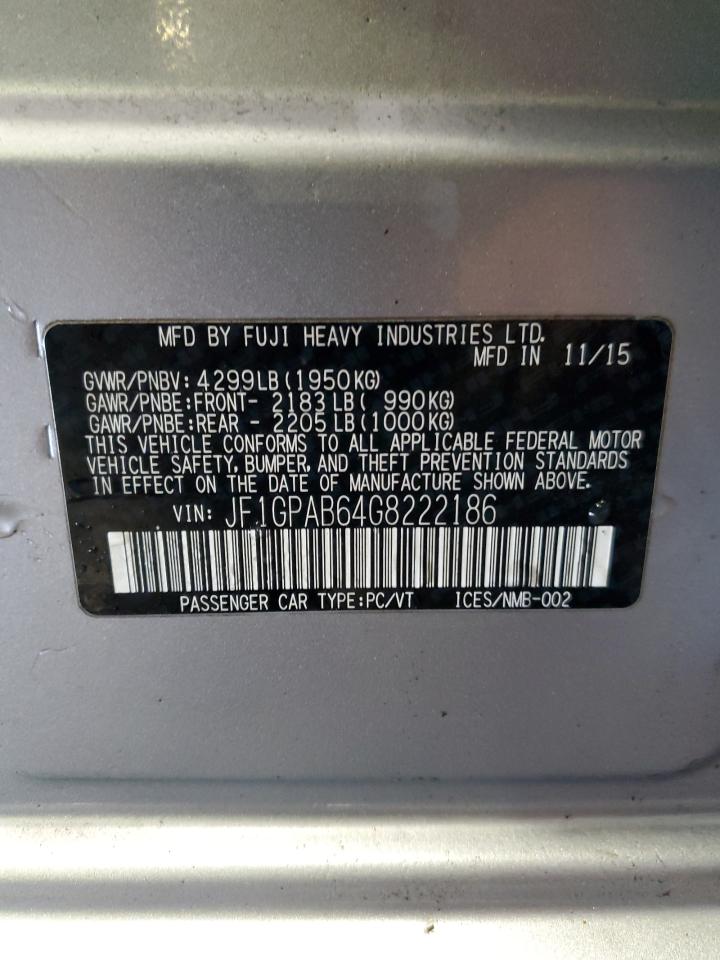 MFD BY FUJI HEAVY INDUSTRIES LTD.
MFD IN 11/15
GVWR/PNBV: 4299LB (1950KG)
GAWR/PNBE:FRONT- 2183 LB ( 990KG)
GAWR/PNBE:REAR - 2205 LB (1000KG)
THIS VEHICLE CONFORMS TO ALL APPLICABLE FEDERAL MOTOR
VEHICLE SAFETY, BUMPER, AND THEFT PREVENTION STANDARDS
IN EFFECT ON THE DATE OF MANUFACTURE SHOWN ABOVE.
VIN: JF1GPAB64G8222186
PASSENGER CAR TYPE:PC/VT ICES/NMB-002